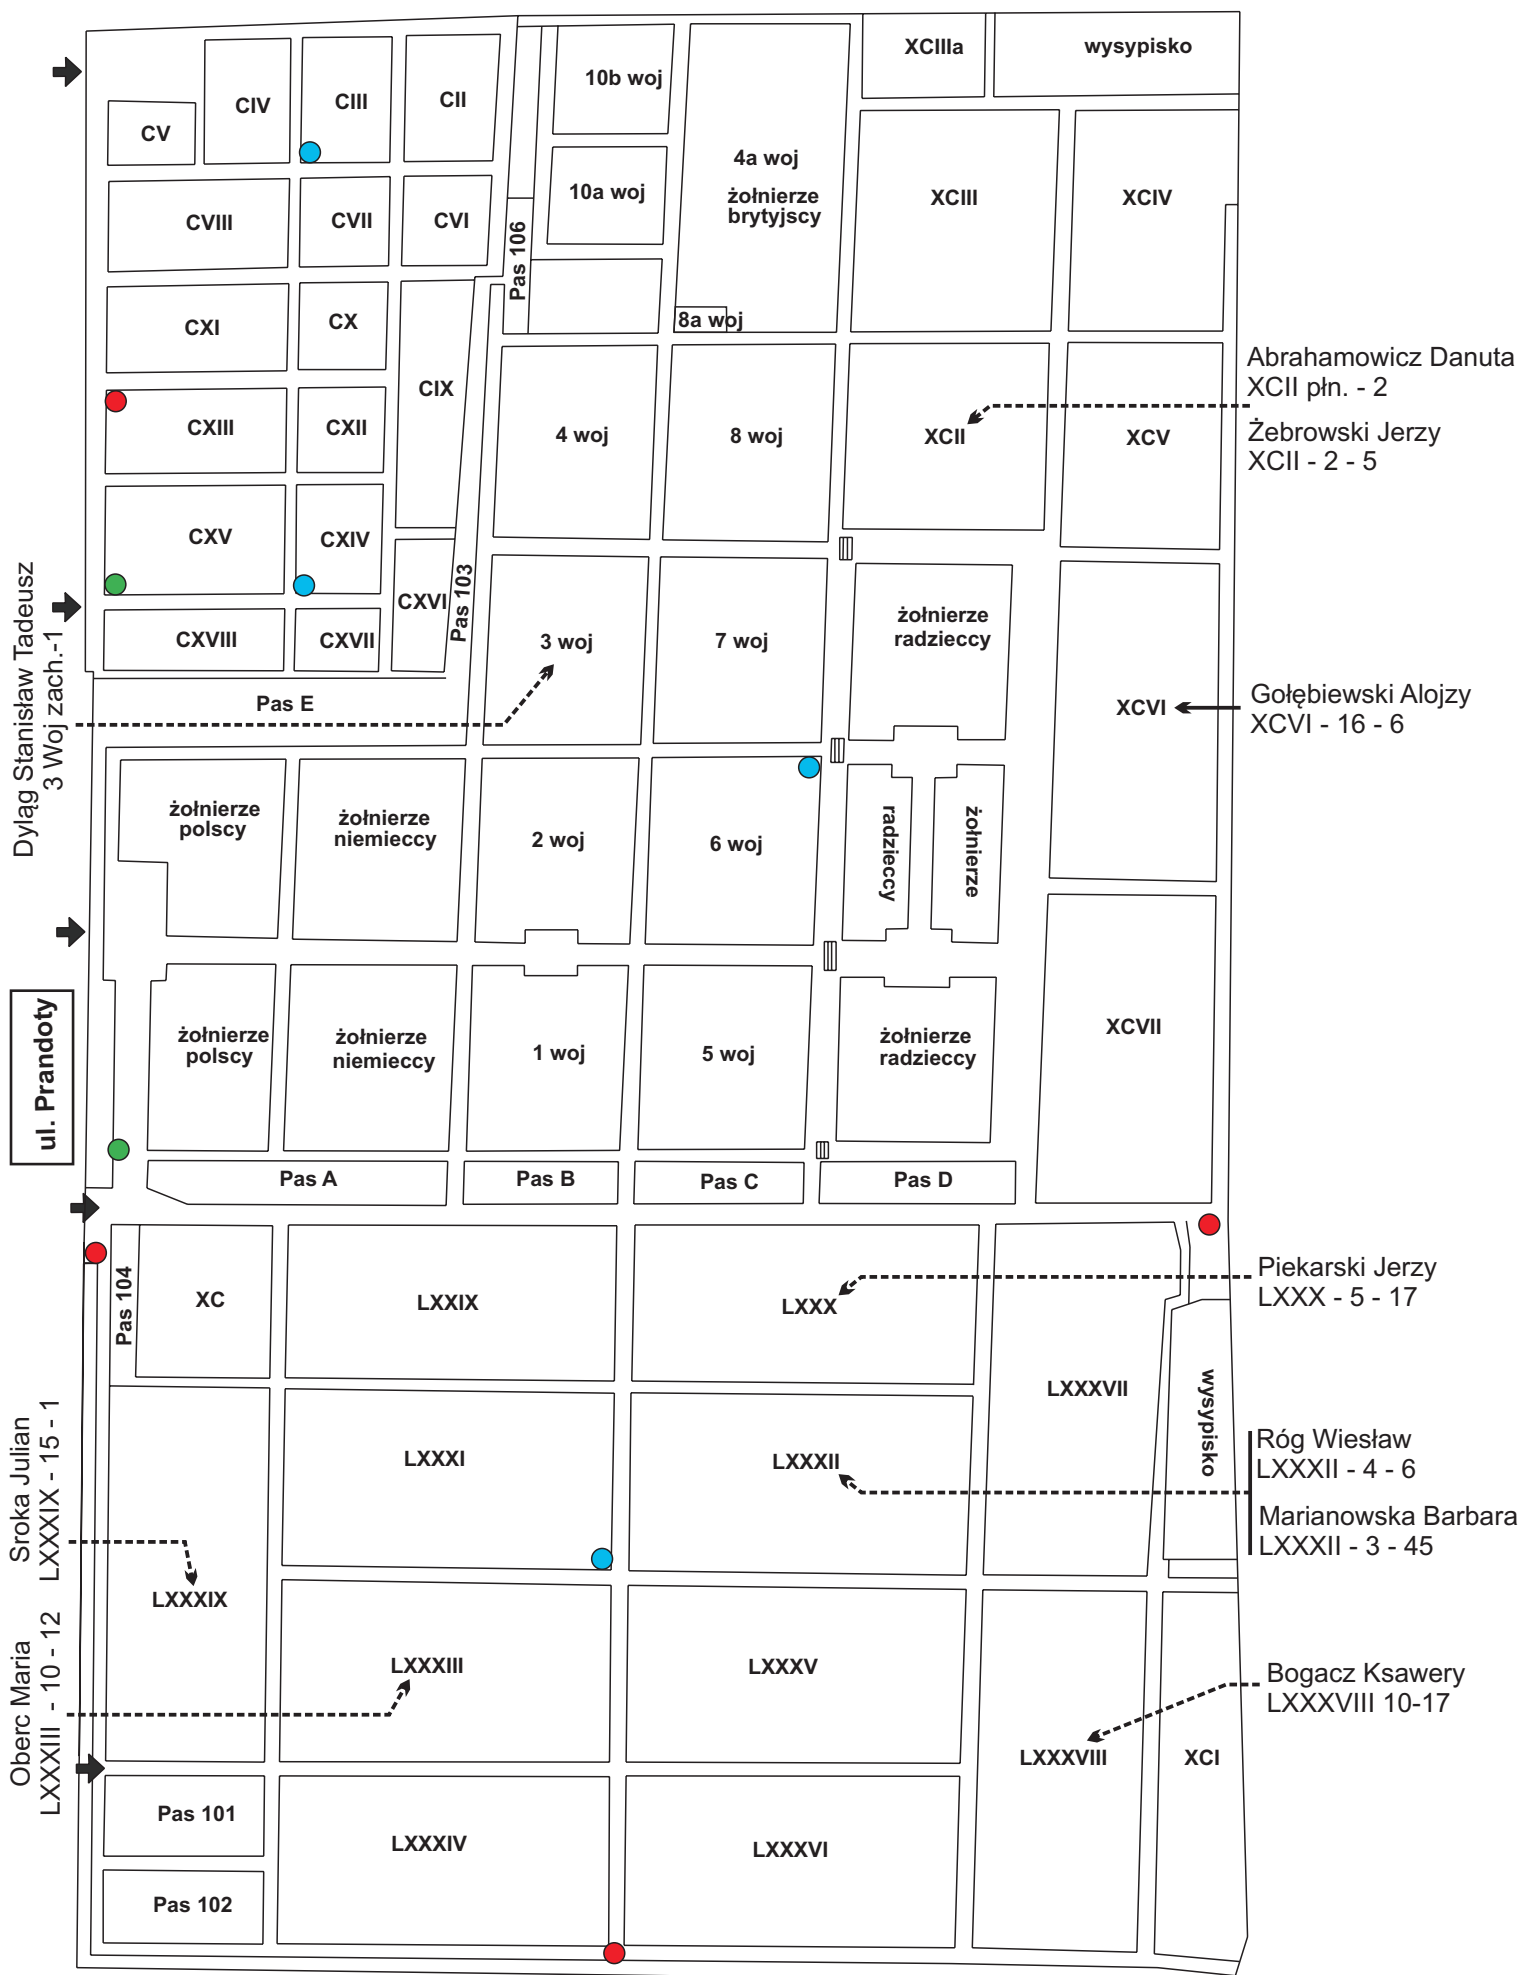 XCIIIa
wysypisko
10b woj
CIV
CIII
CII
CV
4a woj
żołnierze
brytyjscy
10a woj
XCIII
XCIV
CVIII
CVII
CVI
Pas 106
CXI
CX
8a woj
Abrahamowicz Danuta
XCII płn. - 2
Żebrowski Jerzy
XCII - 2 - 5
CIX
CXIII
CXII
4 woj
8 woj
XCII
XCV
CXV
CXIV
CXVI
Pas 103
CXVIII
CXVII
3 woj
7 woj
żołnierze
radzieccy
Dyląg Stanisław Tadeusz
3 Woj zach.-1
Pas E
XCVI
Gołębiewski Alojzy
XCVI - 16 - 6
żołnierze
polscy
żołnierze
niemieccy
2 woj
6 woj
radzieccy
żołnierze
ul. Prandoty
żołnierze
polscy
żołnierze
niemieccy
1 woj
5 woj
żołnierze
radzieccy
XCVII
Pas A
Pas B
Pas C
Pas D
Pas 104
XC
LXXIX
LXXX
Piekarski Jerzy
LXXX - 5 - 17
LXXXVII
wysypisko
LXXXI
LXXXII
Róg Wiesław
LXXXII - 4 - 6
Marianowska Barbara
LXXXII - 3 - 45
Sroka Julian
LXXXIX - 15 - 1
LXXXIX
Oberc Maria
LXXXIII - 10 - 12
LXXXIII
LXXXV
Bogacz Ksawery
LXXXVIII 10-17
LXXXVIII
XCI
Pas 101
LXXXIV
LXXXVI
Pas 102